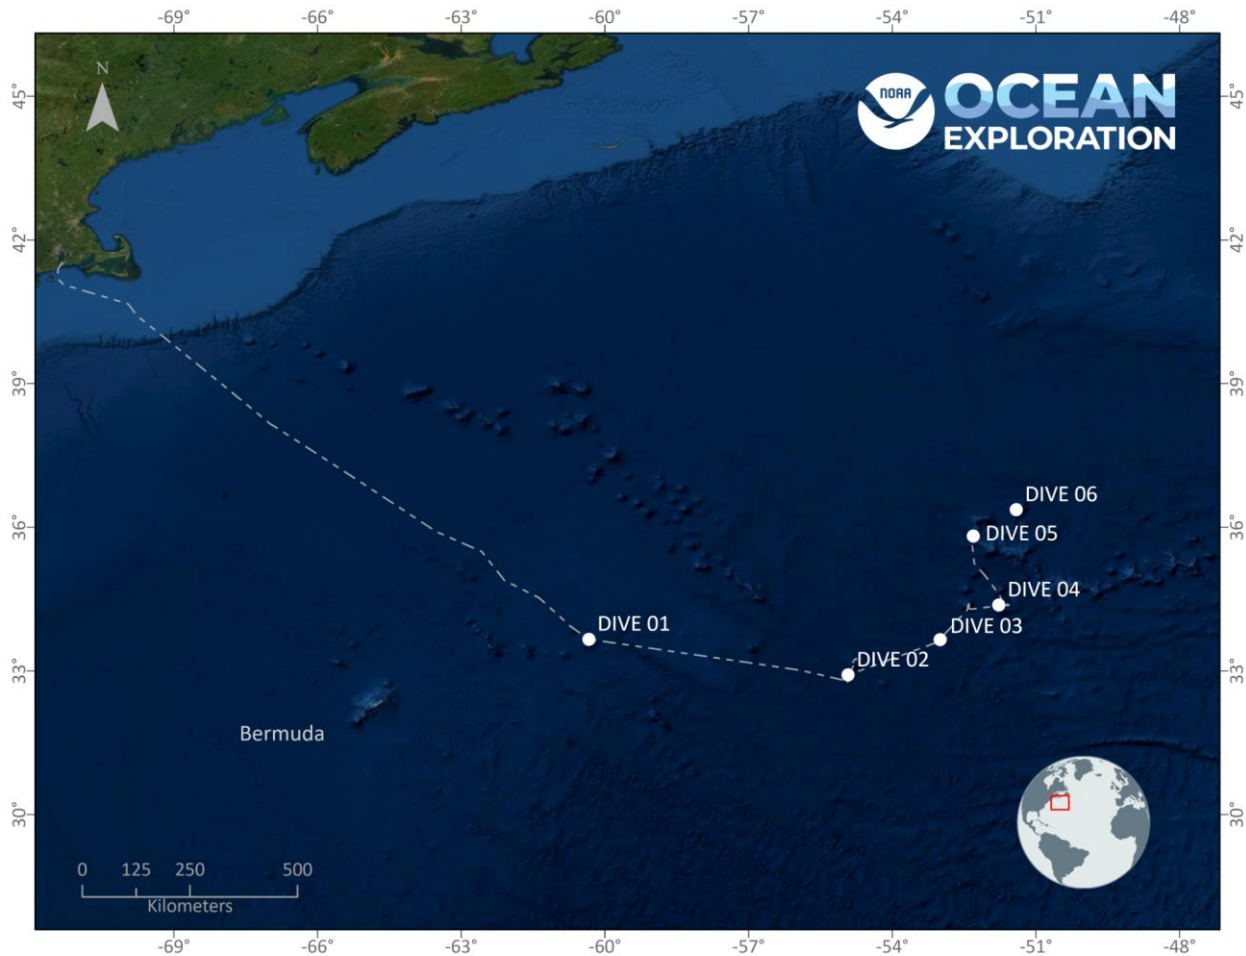 -69° -66° -63° -60° -57° -54° -51° -48°
N
NOAA
OCEAN
EXPLORATION
45° 45°
42° 42°
39° 39°
36° 36°
33° 33°
30° 30°
DIVE 06
DIVE 05
DIVE 04
DIVE 01
DIVE 03
DIVE 02
Bermuda
0 125 250 500
Kilometers
-69° -66° -63° -60° -57° -54° -51° -48°